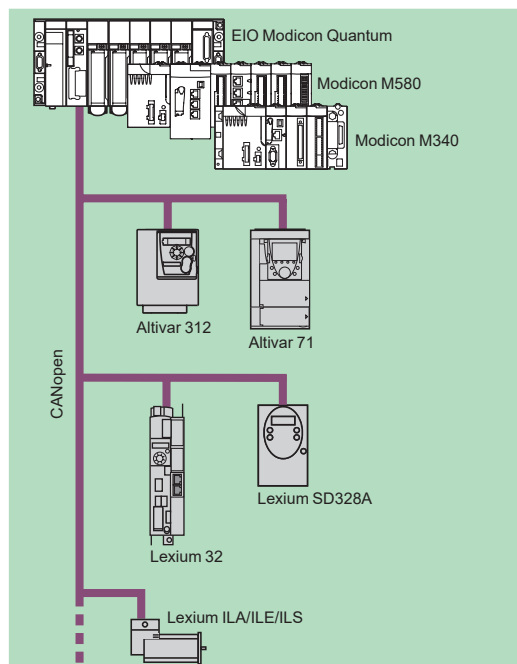 EIO Modicon Quantum
Modicon M580
Modicon M340
Altivar 312
Altivar 71
CANopen
Lexium SD328A
Lexium 32
Lexium ILA/ILE/ILS